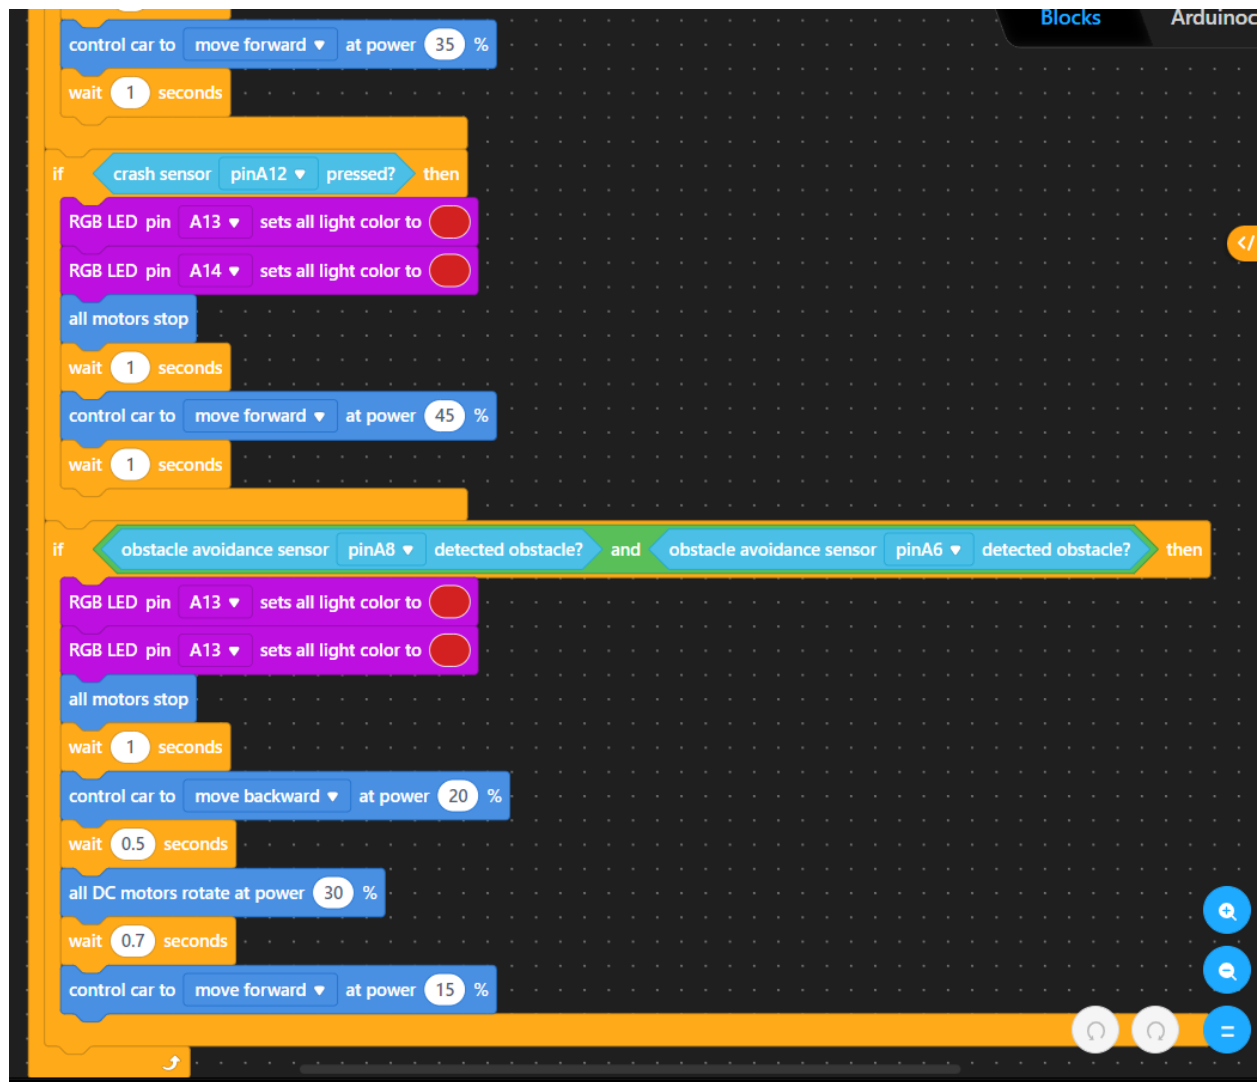 Blocks
Arduinoc
control car to move forward at power 35 %
wait 1 seconds
if crash sensor pinA12 pressed? then
RGB LED pin A13 sets all light color to
RGB LED pin A14 sets all light color to
all motors stop
wait 1 seconds
control car to move forward at power 45 %
wait 1 seconds
if obstacle avoidance sensor pinA8 detected obstacle? and obstacle avoidance sensor pinA6 detected obstacle? then
RGB LED pin A13 sets all light color to
RGB LED pin A13 sets all light color to
all motors stop
wait 1 seconds
control car to move backward at power 20 %
wait 0.5 seconds
all DC motors rotate at power 30 %
wait 0.7 seconds
control car to move forward at power 15 %